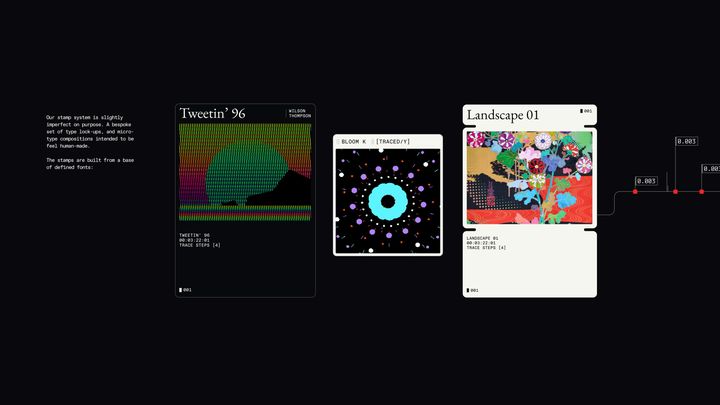 Our stamp system is slightly
imperfect on purpose. A bespoke
set of type lock-ups, and micro-
type compositions intended to be
feel human-made.
The stamps are built from a base
of defined fonts:
Tweetin' 96
WILSON
THOMPSON
TWEETIN' 96
00:03:22:01
TRACE STEPS [4]
001
BLOOM K [TRACED/Y]
Landscape 01
001
LANDSCAPE 01
00:03:22:01
TRACE STEPS [4]
001
0.003
0.003
0.003